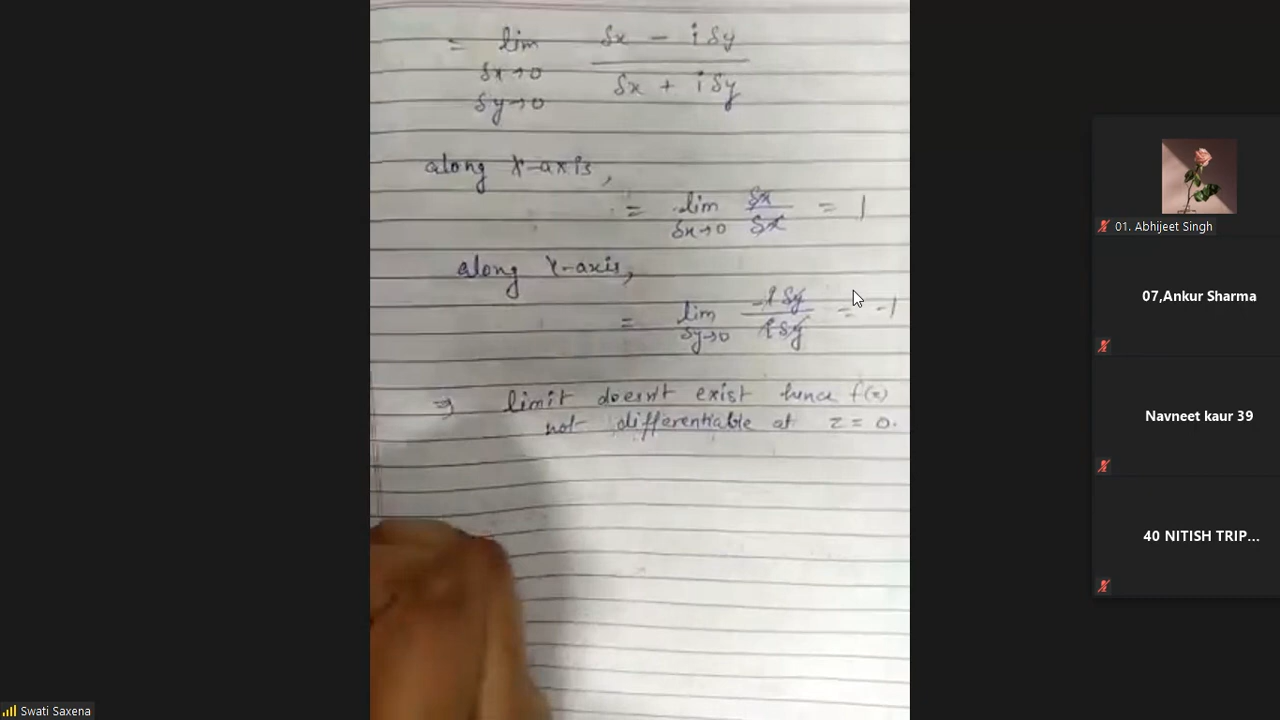 = lim δx - iδy
δx→0 δx + iδy
δy→0
along X-axis,
= lim δx = 1
δx→0 δx
along Y-axis,
= lim -iδy = -1
δy→0 iδy
⇒ limit doesn't exist hence f(z)
not differentiable at z = 0.
01. Abhijeet Singh
07,Ankur Sharma
Navneet kaur 39
40 NITISH TRIP...
Swati Saxena